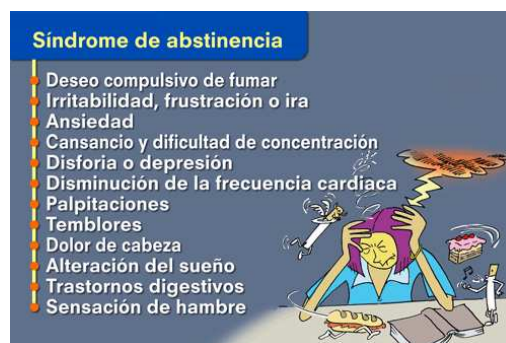 Síndrome de abstinencia
Deseo compulsivo de fumar
Irritabilidad, frustración o ira
Ansiedad
Cansancio y dificultad de concentración
Disforia o depresión
Disminución de la frecuencia cardiaca
Palpitaciones
Temblores
Dolor de cabeza
Alteración del sueño
Trastornos digestivos
Sensación de hambre